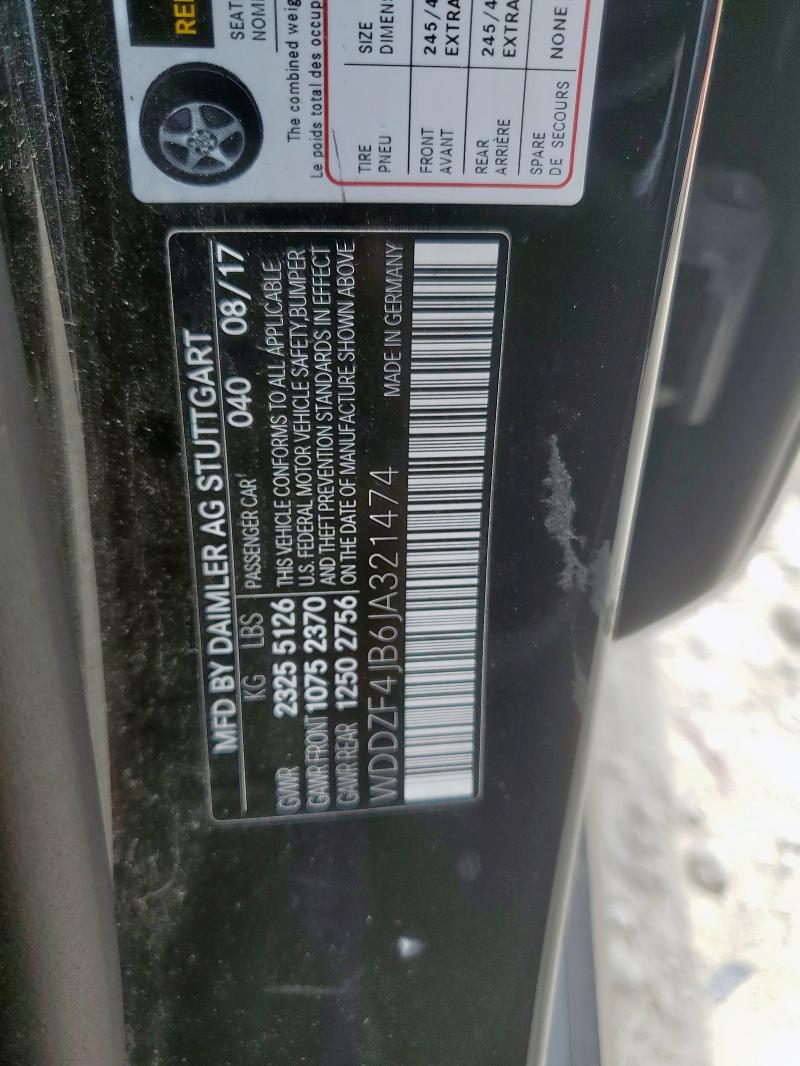 SEAT
NOMI
The combined weig
Le poids total des occup
TIRE
PNEU
SIZE
DIMENS
FRONT
AVANT
245/4
EXTRA
REAR
ARRIÈRE
245/4
EXTRA
SPARE
DE SECOURS
NONE
MFD BY DAIMLER AG STUTTGART
KG LBS PASSENGER CAR 040 08/17
GVWR 2325 5126 THIS VEHICLE CONFORMS TO ALL APPLICABLE
GAWR FRONT 1075 2370 U.S. FEDERAL MOTOR VEHICLE SAFETY, BUMPER
GAWR REAR 1250 2756 AND THEFT PREVENTION STANDARDS IN EFFECT
ON THE DATE OF MANUFACTURE SHOWN ABOVE
WDDZF4JB6JA321474 MADE IN GERMANY